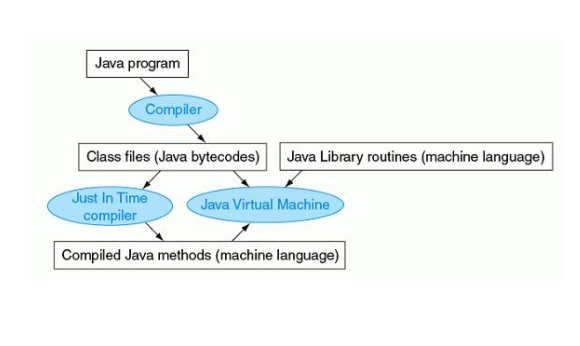 Java program
Compiler
Class files (Java bytecodes)
Java Library routines (machine language)
Just In Time
compiler
Java Virtual Machine
Compiled Java methods (machine language)